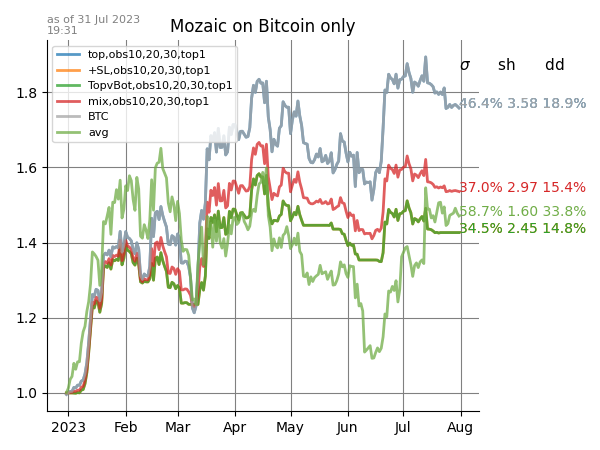 as of 31 Jul 2023
19:31
Mozaic on Bitcoin only
top,obs10,20,30,top1
+SL,obs10,20,30,top1
TopvBot,obs10,20,30,top1
mix,obs10,20,30,top1
BTC
avg
σ sh dd
46.4% 3.58 18.9%
37.0% 2.97 15.4%
58.7% 1.60 33.8%
34.5% 2.45 14.8%
1.8
1.6
1.4
1.2
1.0
2023 Feb Mar Apr May Jun Jul Aug